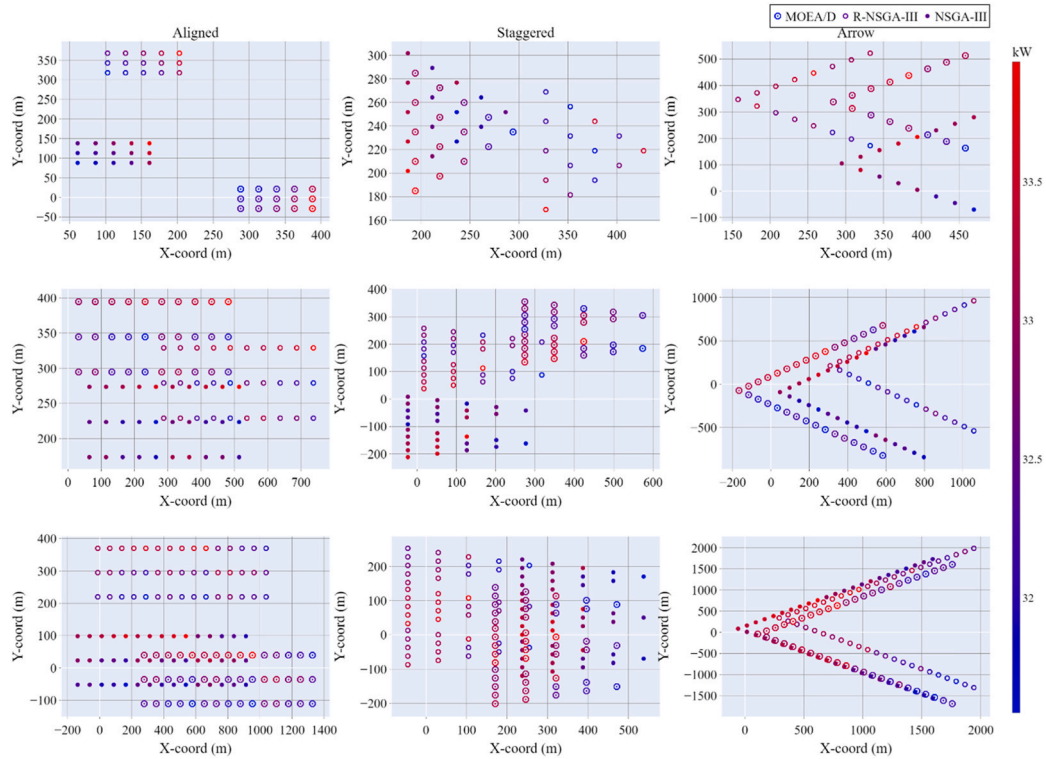 MOEA/D R-NSGA-III NSGA-III
Aligned Staggered Arrow
kW
350
300
250
200
150
100
50
0
−50
Y-coord (m)
50 100 150 200 250 300 350 400
X-coord (m)
300
280
260
240
220
200
180
160
Y-coord (m)
200 250 300 350 400
X-coord (m)
500
400
300
200
100
0
−100
Y-coord (m)
150 200 250 300 350 400 450
X-coord (m)
400
350
300
250
200
Y-coord (m)
0 100 200 300 400 500 600 700
X-coord (m)
400
300
200
100
0
−100
−200
Y-coord (m)
0 100 200 300 400 500 600
X-coord (m)
1000
500
0
−500
Y-coord (m)
−200 0 200 400 600 800 1000
X-coord (m)
400
300
200
100
0
−100
Y-coord (m)
−200 0 200 400 600 800 1000 1200 1400
X-coord (m)
200
100
0
−100
−200
Y-coord (m)
0 100 200 300 400 500
X-coord (m)
2000
1500
1000
500
0
−500
−1000
−1500
Y-coord (m)
0 500 1000 1500 2000
X-coord (m)
33.5
33
32.5
32